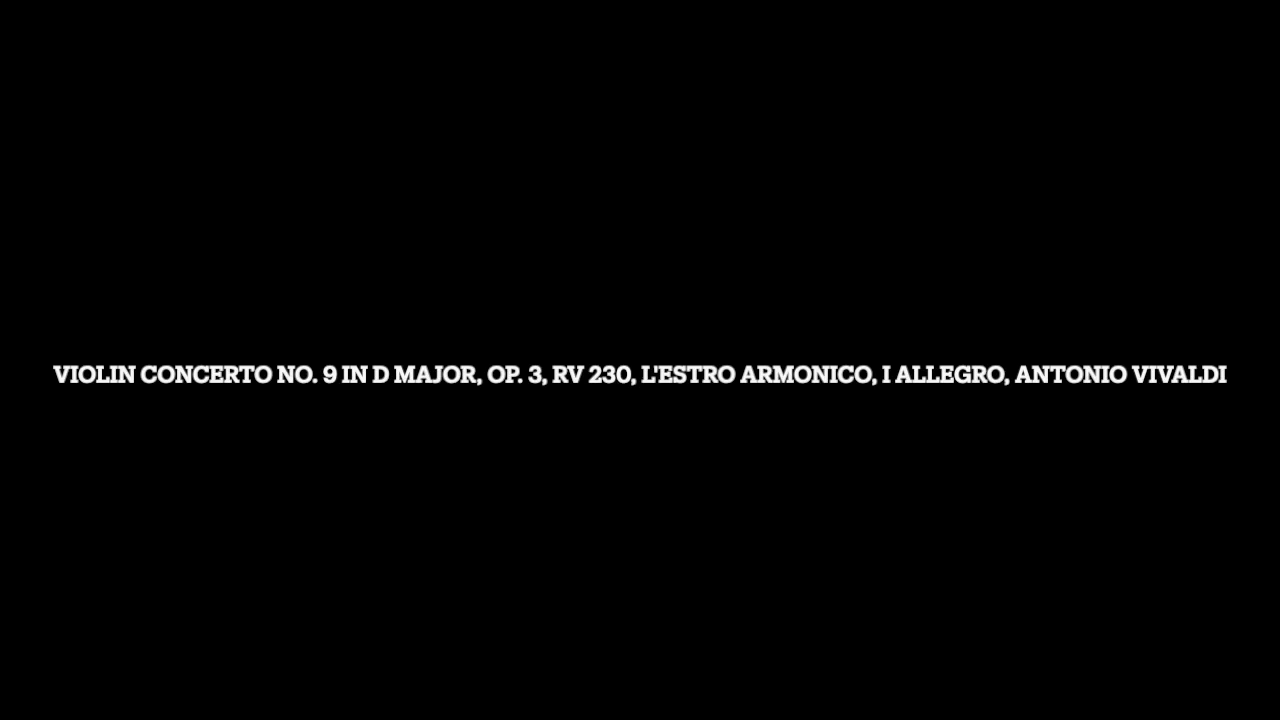 VIOLIN CONCERTO NO. 9 IN D MAJOR, OP. 3, RV 230, L'ESTRO ARMONICO, I ALLEGRO, ANTONIO VIVALDI